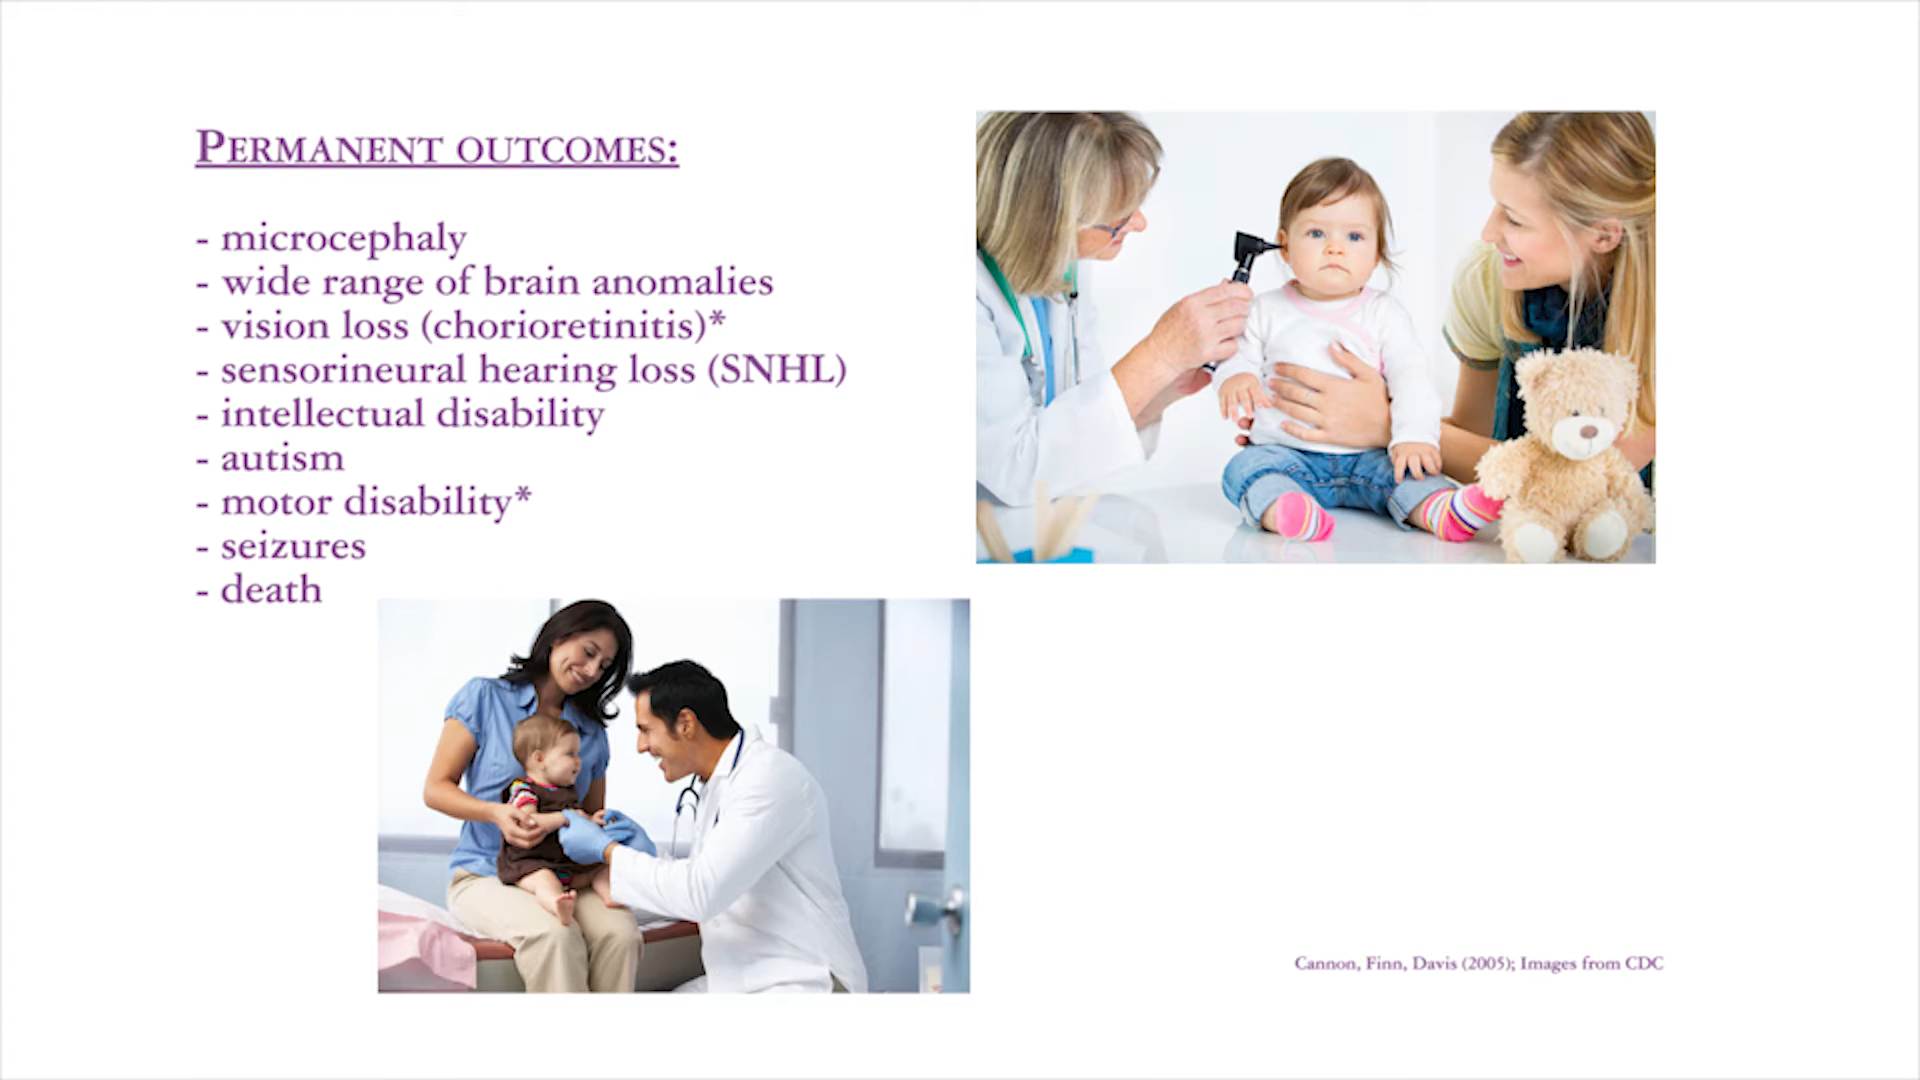 PERMANENT OUTCOMES:
- microcephaly
- wide range of brain anomalies
- vision loss (chorioretinitis)*
- sensorineural hearing loss (SNHL)
- intellectual disability
- autism
- motor disability*
- seizures
- death
Cannon, Finn, Davis (2005); Images from CDC